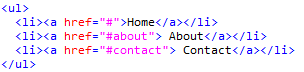 <ul>
<li><a href="#">Home</a></li>
<li><a href="#about"> About</a></li>
<li><a href="#contact"> Contact</a></li>
</ul>